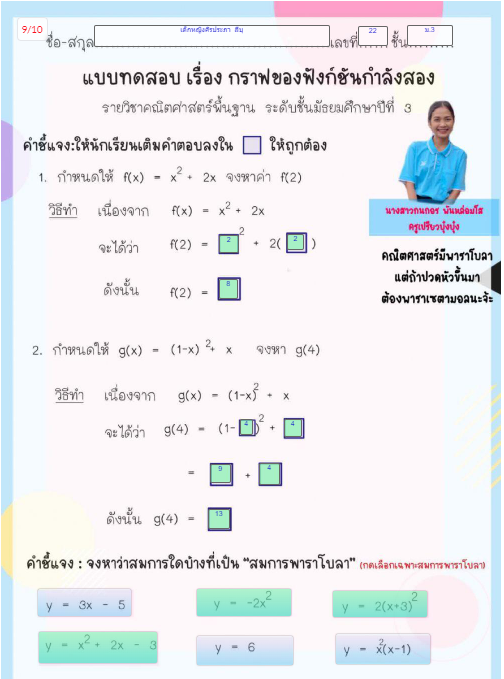 9/10
ชื่อ-สกุล เด็กหญิงศิรประภา ยิ้มุ เลขที่ 22 ชั้น ม.3
แบบทดสอบ เรื่อง กราฟของฟังก์ชันกำลังสอง
รายวิชาคณิตศาสตร์พื้นฐาน ระดับชั้นมัธยมศึกษาปีที่ 3
คำชี้แจง:ให้นักเรียนเติมคำตอบลงใน ให้ถูกต้อง
1. กำหนดให้ f(x) = x² + 2x จงหาค่า f(2)
วิธีทำ เนื่องจาก f(x) = x² + 2x
จะได้ว่า f(2) = 2² + 2( 2 )
ดังนั้น f(2) = 8
นางสาวกนกอร พันหล่อมโส
ครูเปรียวบุ๋งบุ๋ง
คณิตศาสตร์มีพาราโบลา
แต่ถ้าปวดหัวขึ้นมา
ต้องพาราเซตามอลนะจ๊ะ
2. กำหนดให้ g(x) = (1-x)² + x จงหา g(4)
วิธีทำ เนื่องจาก g(x) = (1-x)² + x
จะได้ว่า g(4) = (1- 4 )² + 4
= 9 + 4
ดังนั้น g(4) = 13
คำชี้แจง : จงหาว่าสมการใดบ้างที่เป็น “สมการพาราโบลา” (กดเลือกเฉพาะสมการพาราโบลา)
y = 3x - 5 y = -2x² y = 2(x+3)²
y = x² + 2x - 3 y = 6 y = x²(x-1)